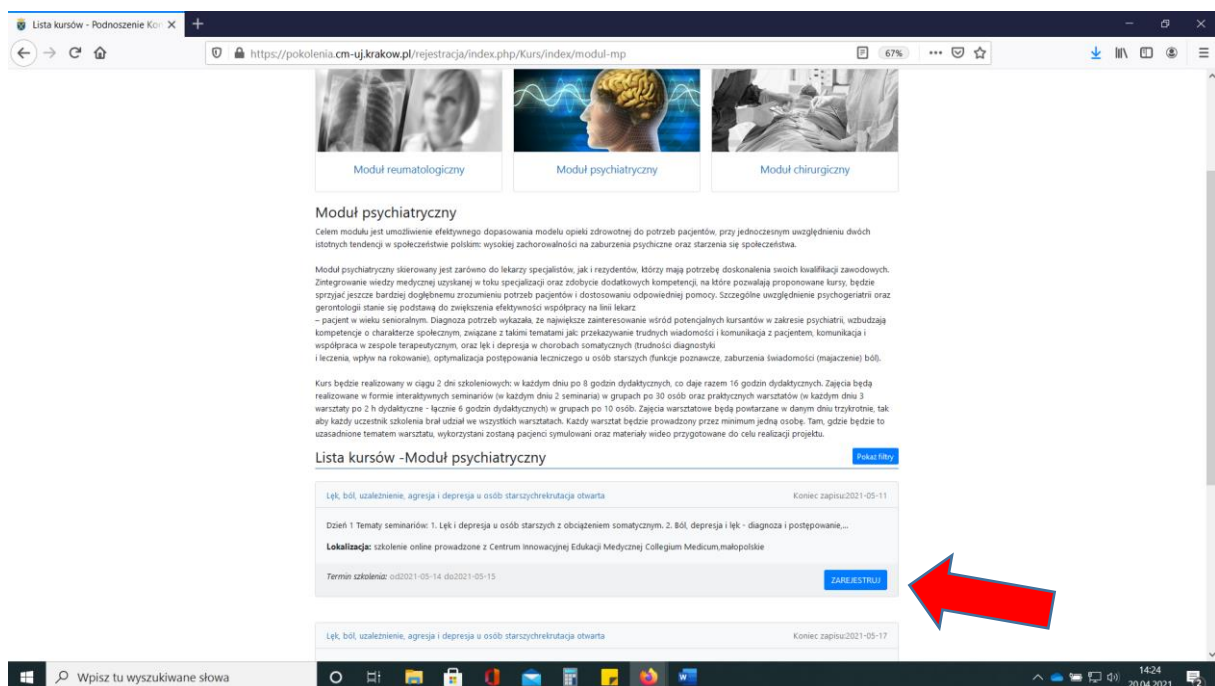 Lista kursów - Podnoszenie Ko
https://pokolenia.cm-uj.krakow.pl/rejestracja/index.php/Kurs/index/modul-mp
67%
Moduł reumatologiczny
Moduł psychiatryczny
Moduł chirurgiczny
Moduł psychiatryczny
Celem modułu jest umożliwienie efektywnego dopasowania modelu opieki zdrowotnej do potrzeb pacjentów, przy jednoczesnym uwzględnieniu dwóch
istotnych tendencji w społeczeństwie polskim: wysokiej zachorowalności na zaburzenia psychiczne oraz starzenia się społeczeństwa.
Moduł psychiatryczny skierowany jest zarówno do lekarzy specjalistów, jak i rezydentów, którzy mają potrzebę doskonalenia swoich kwalifikacji zawodowych.
Zintegrowanie wiedzy medycznej uzyskanej w toku specjalizacji oraz zdobycie dodatkowych kompetencji, na które pozwalają proponowane kursy, będzie
sprzyjać jeszcze bardziej dogłębnemu zrozumieniu potrzeb pacjentów i dostosowaniu odpowiedniej pomocy. Szczególne uwzględnienie psychogeriatrii oraz
gerontologii stanie się podstawą do zwiększenia efektywności współpracy na linii lekarz
– pacjent w wieku senioralnym. Diagnoza potrzeb wykazała, że największe zainteresowanie wśród potencjalnych kursantów w zakresie psychiatrii, wzbudzają
kompetencje o charakterze społecznym, związane z takimi tematami jak: przekazywanie trudnych wiadomości i komunikacja z pacjentem, komunikacja i
współpraca w zespole terapeutycznym, oraz lęk i depresja w chorobach somatycznych (trudności diagnostyki
i leczenia, wpływ na rokowanie), optymalizacja postępowania leczniczego u osób starszych (funkcje poznawcze, zaburzenia świadomości (majaczenie) ból).
Kurs będzie realizowany w ciągu 2 dni szkoleniowych: w każdym dniu po 8 godzin dydaktycznych, co daje razem 16 godzin dydaktycznych. Zajęcia będą
realizowane w formie interaktywnych seminariów (w każdym dniu 2 seminaria) w grupach po 30 osób oraz praktycznych warsztatów (w każdym dniu 3
warsztaty po 2 h dydaktyczne - łącznie 6 godzin dydaktycznych) w grupach po 10 osób. Zajęcia warsztatowe będą powtarzane w danym dniu trzykrotnie, tak
aby każdy uczestnik szkolenia brał udział we wszystkich warsztatach. Każdy warsztat będzie prowadzony przez minimum jedną osobę. Tam, gdzie będzie to
uzasadnione tematem warsztatu, wykorzystani zostaną pacjenci symulowani oraz materiały wideo przygotowane do celu realizacji projektu.
Lista kursów -Moduł psychiatryczny
Pokaż filtry
Lęk, ból, uzależnienie, agresja i depresja u osób starszychrekrutacja otwarta
Koniec zapisu:2021-05-11
Dzień 1 Tematy seminariów: 1. Lęk i depresja u osób starszych z obciążeniem somatycznym. 2. Ból, depresja i lęk - diagnoza i postępowanie,...
Lokalizacja: szkolenie online prowadzone z Centrum Innowacyjnej Edukacji Medycznej Collegium Medicum,małopolskie
Termin szkolenia: od2021-05-14 do2021-05-15
ZAREJESTRUJ
Lęk, ból, uzależnienie, agresja i depresja u osób starszychrekrutacja otwarta
Koniec zapisu:2021-05-17
Wpisz tu wyszukiwane słowa
14:24
20.04.2021